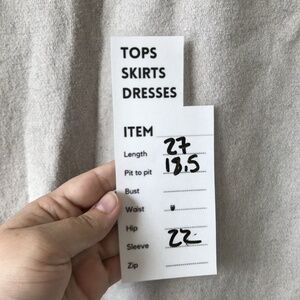 TOPS
SKIRTS
DRESSES
ITEM
Length 27
Pit to pit 18.5
Bust
Waist
Hip
Sleeve 22
Zip